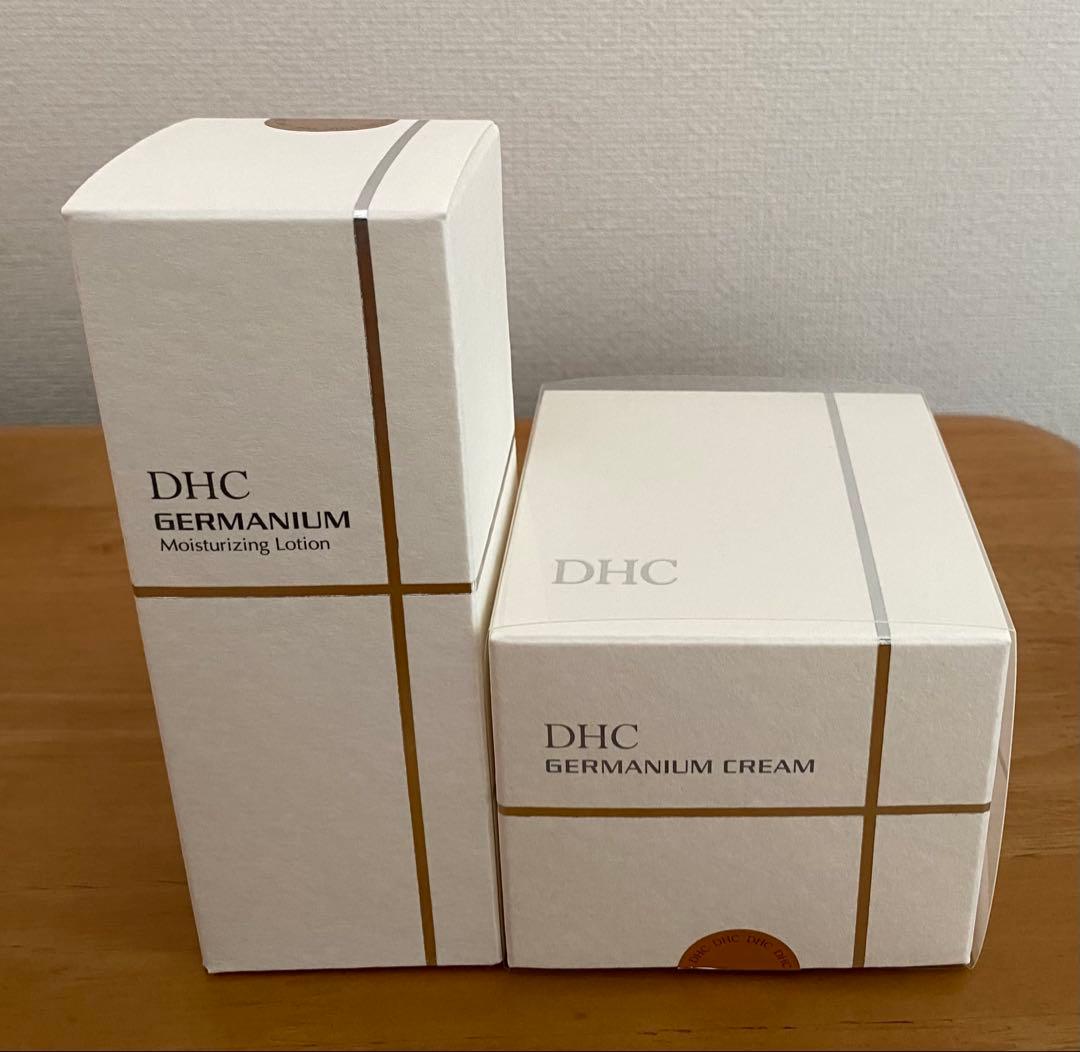 DHC
GERMANIUM
Moisturizing Lotion
DHC
DHC
GERMANIUM CREAM
DHC DHC DHC DHC